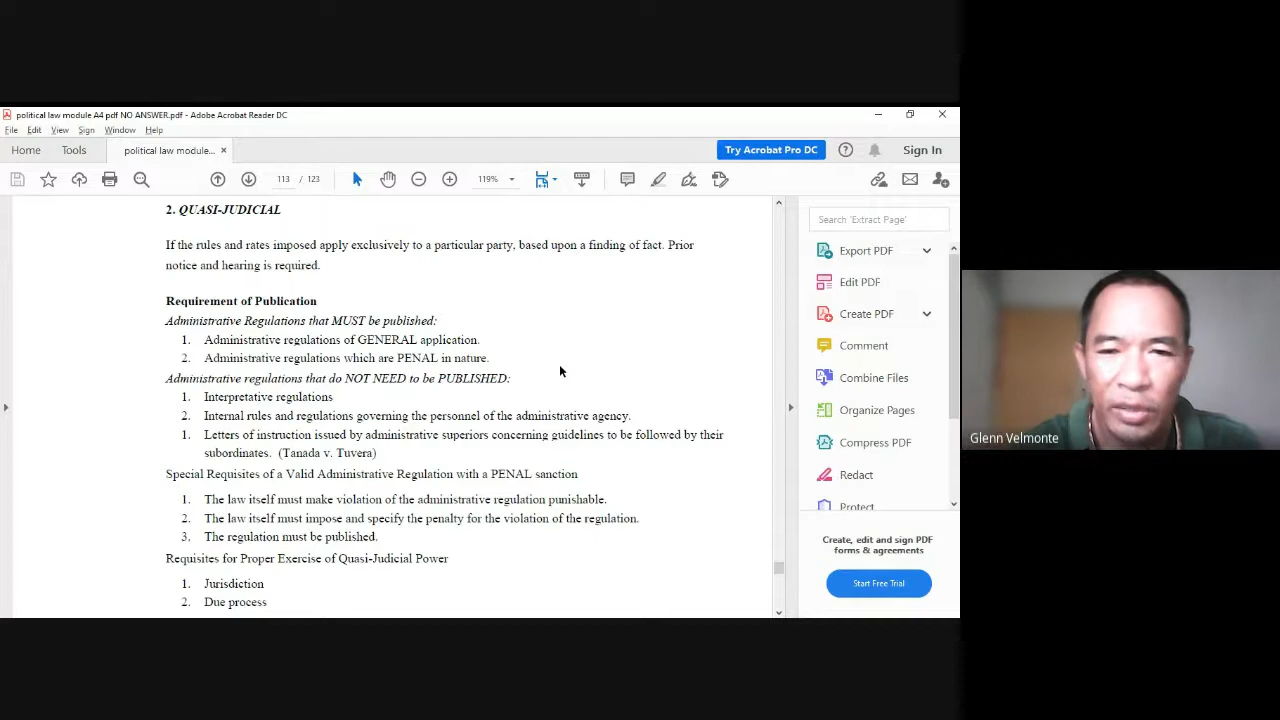 political law module A4 pdf NO ANSWER.pdf - Adobe Acrobat Reader DC
File Edit View Sign Window Help
Home Tools political law module... ×
Try Acrobat Pro DC
Sign In
113 / 123
119%
2. QUASI-JUDICIAL
If the rules and rates imposed apply exclusively to a particular party, based upon a finding of fact. Prior
notice and hearing is required.
Requirement of Publication
Administrative Regulations that MUST be published:
1. Administrative regulations of GENERAL application.
2. Administrative regulations which are PENAL in nature.
Administrative regulations that do NOT NEED to be PUBLISHED:
1. Interpretative regulations
2. Internal rules and regulations governing the personnel of the administrative agency.
1. Letters of instruction issued by administrative superiors concerning guidelines to be followed by their
subordinates. (Tanada v. Tuvera)
Special Requisites of a Valid Administrative Regulation with a PENAL sanction
1. The law itself must make violation of the administrative regulation punishable.
2. The law itself must impose and specify the penalty for the violation of the regulation.
3. The regulation must be published.
Requisites for Proper Exercise of Quasi-Judicial Power
1. Jurisdiction
2. Due process
Search 'Extract Page'
Export PDF
Edit PDF
Create PDF
Comment
Combine Files
Organize Pages
Compress PDF
Redact
Protect
Create, edit and sign PDF
forms & agreements
Start Free Trial
Glenn Velmonte